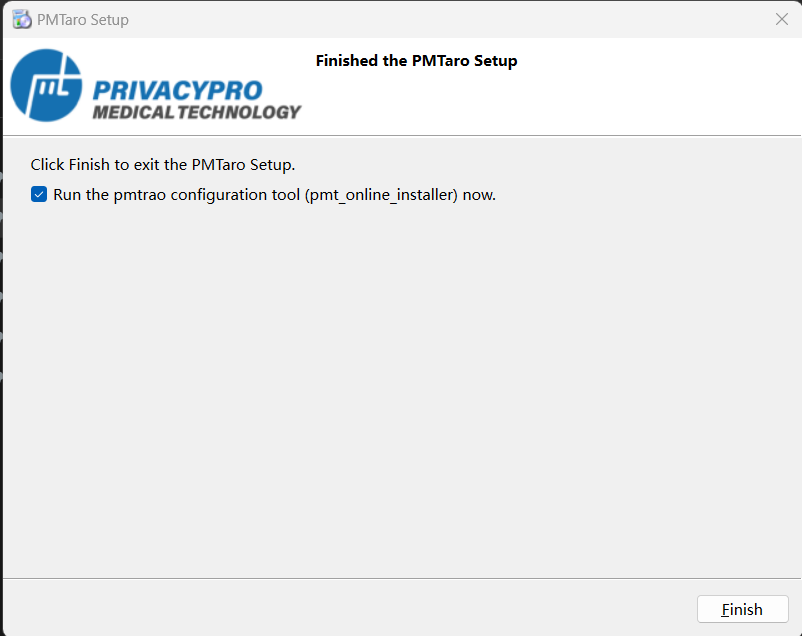 PMTaro Setup
Finished the PMTaro Setup
mt
PRIVACYPRO
MEDICAL TECHNOLOGY
Click Finish to exit the PMTaro Setup.
Run the pmtrao configuration tool (pmt_online_installer) now.
Finish